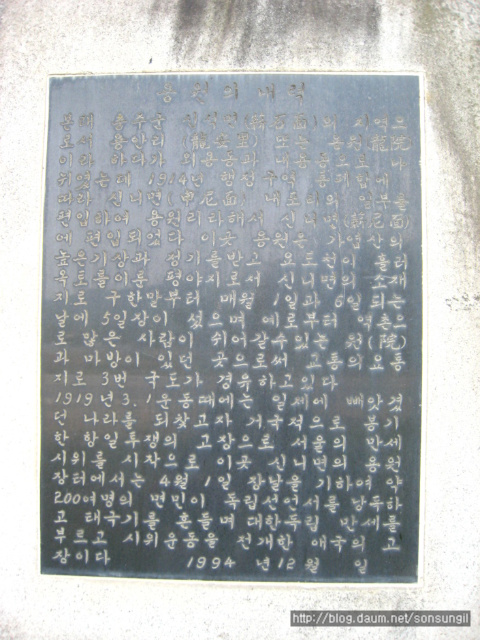 용원의 내력
본래 충주군 신석면(薪石面)의 지역으
로서 용안리 (龍安里) 또는 용원(龍院)
이라 하다가 외용동과 내용동으로 나
뉘었는데 1914년 행정구역 통폐합에
따라 신니면(申尼面) 내포리의 일부를
편입하여 용원리라해서 신니면
에 편입되었다 이곳 용원은 가엽산의
높은기상과 정기를받고 요도천이 흘러
옥토를이룬 평야지로서 신니면의 소재
지로 구한말부터 매월 1일과 6일 되는
날에 5일장이 섰으며 예로부터 역촌으
로 많은 사람이 쉬어갈수있는 원(院)
과 마방이 있던 곳으로써 교통의 요통
지로 3번 국도가 경유하고있다
1919년 3.1운동때에는 일제에 빼앗겼
던 나라를 되찾고자 거국적으로 봉기
한 항일투쟁의 고장으로 서울의 만세
시위를 시작으로 이곳 신니면의 용원
장터에서는 4월 1일 장날을 기하여 약
200여명의 면민이 독립선언서를 낭독하
고 태극기를 흔들며 대한독립 만세를
부르고 시위운동을 전개한 애국의 고
장이다 1994 년12 월 일
http://blog.daum.net/sonsungil